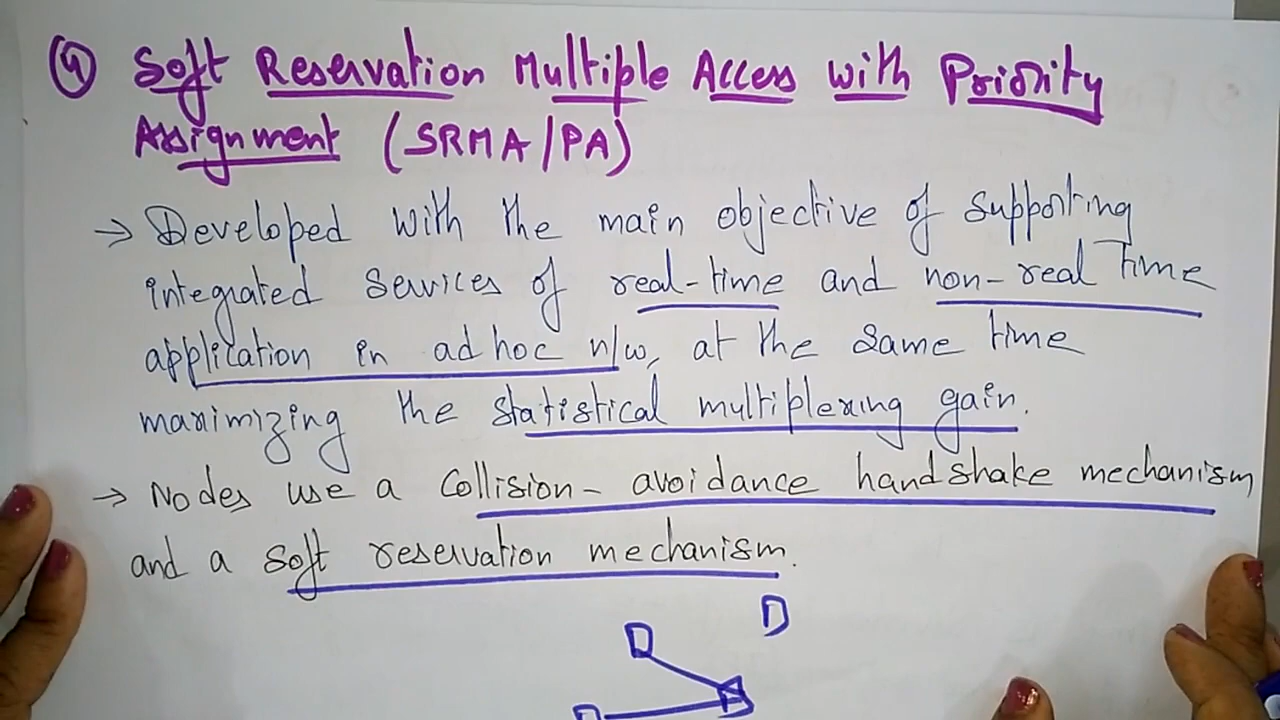 4 Soft Reservation Multiple Access with Priority
Assignment (SRMA/PA)
→ Developed with the main objective of supporting
integrated services of real-time and non-real time
application in ad hoc n/w, at the same time
maximizing the statistical multiplexing gain.
→ Nodes use a collision-avoidance handshake mechanism
and a soft reservation mechanism.